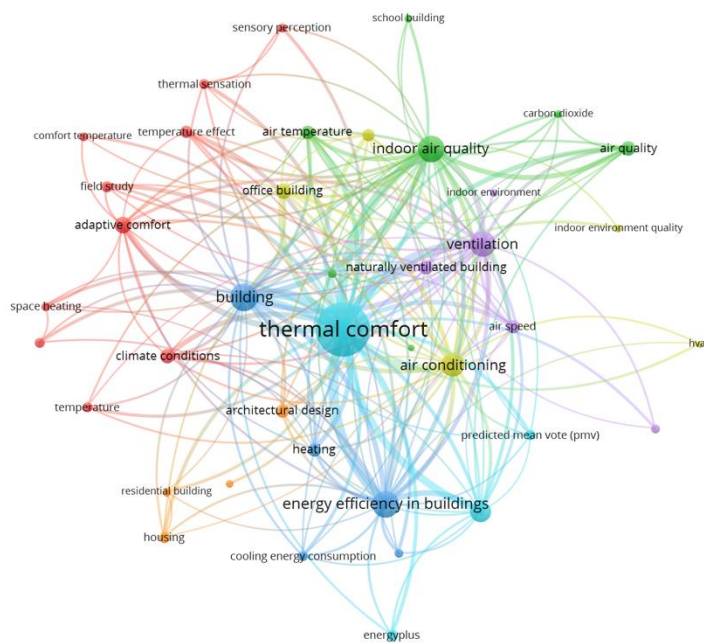 sensory perception
school building
thermal sensation
carbon dioxide
comfort temperature
temperature effect
air temperature
indoor air quality
air quality
field study
office building
indoor environment
adaptive comfort
indoor environment quality
ventilation
naturally ventilated building
building
space heating
thermal comfort
air speed
hva
climate conditions
air conditioning
temperature
architectural design
predicted mean vote (pmv)
heating
residential building
energy efficiency in buildings
housing
cooling energy consumption
energyplus